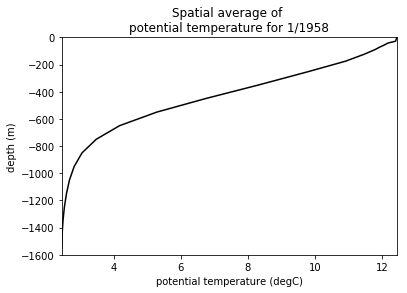 Spatial average of
potential temperature for 1/1958
0
−200
−400
−600
−800
−1000
−1200
−1400
−1600
depth (m)
4 6 8 10 12
potential temperature (degC)